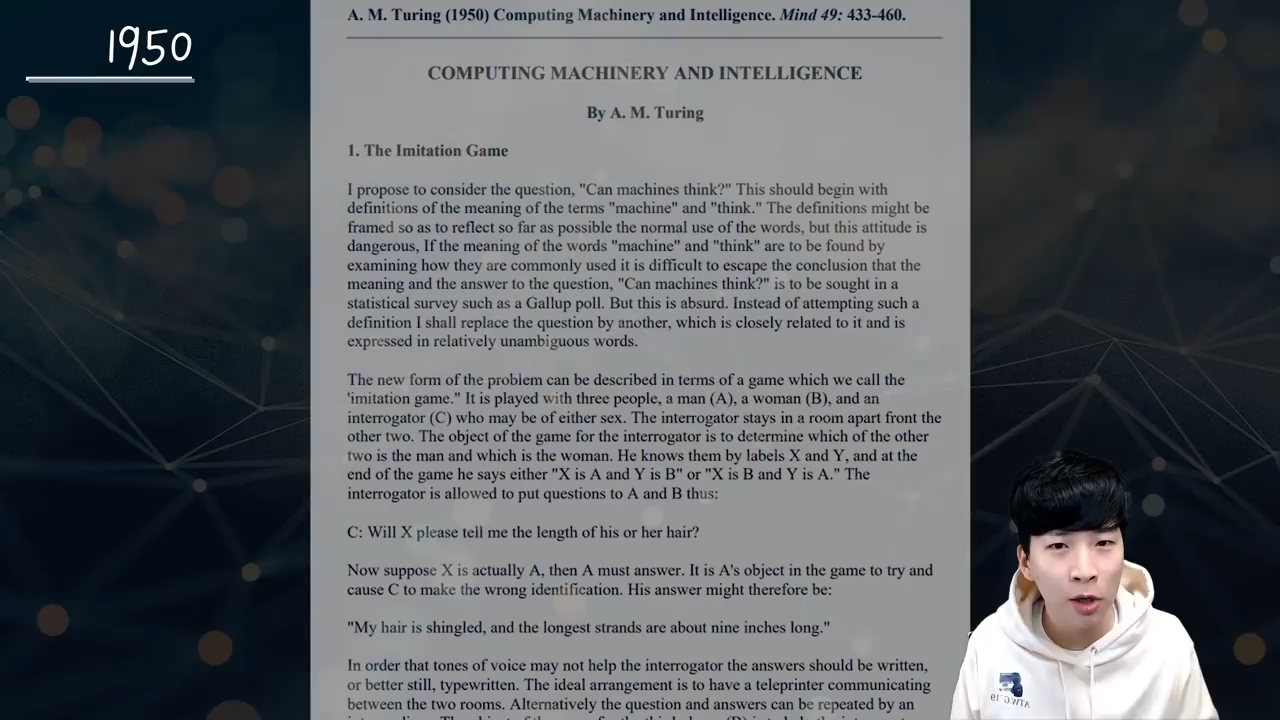 1950
A. M. Turing (1950) Computing Machinery and Intelligence. Mind 49: 433-460.
COMPUTING MACHINERY AND INTELLIGENCE
By A. M. Turing
1. The Imitation Game
I propose to consider the question, "Can machines think?" This should begin with
definitions of the meaning of the terms "machine" and "think." The definitions might be
framed so as to reflect so far as possible the normal use of the words, but this attitude is
dangerous, If the meaning of the words "machine" and "think" are to be found by
examining how they are commonly used it is difficult to escape the conclusion that the
meaning and the answer to the question, "Can machines think?" is to be sought in a
statistical survey such as a Gallup poll. But this is absurd. Instead of attempting such a
definition I shall replace the question by another, which is closely related to it and is
expressed in relatively unambiguous words.
The new form of the problem can be described in terms of a game which we call the
'imitation game." It is played with three people, a man (A), a woman (B), and an
interrogator (C) who may be of either sex. The interrogator stays in a room apart front the
other two. The object of the game for the interrogator is to determine which of the other
two is the man and which is the woman. He knows them by labels X and Y, and at the
end of the game he says either "X is A and Y is B" or "X is B and Y is A." The
interrogator is allowed to put questions to A and B thus:
C: Will X please tell me the length of his or her hair?
Now suppose X is actually A, then A must answer. It is A's object in the game to try and
cause C to make the wrong identification. His answer might therefore be:
"My hair is shingled, and the longest strands are about nine inches long."
In order that tones of voice may not help the interrogator the answers should be written,
or better still, typewritten. The ideal arrangement is to have a teleprinter communicating
between the two rooms. Alternatively the question and answers can be repeated by an